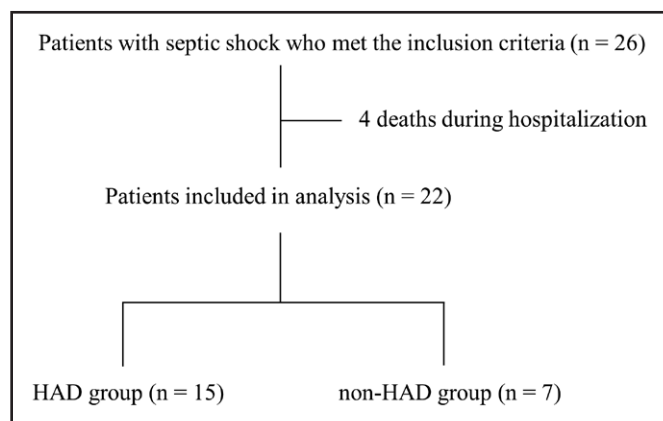 Patients with septic shock who met the inclusion criteria (n = 26)
4 deaths during hospitalization
Patients included in analysis (n = 22)
HAD group (n = 15)
non-HAD group (n = 7)